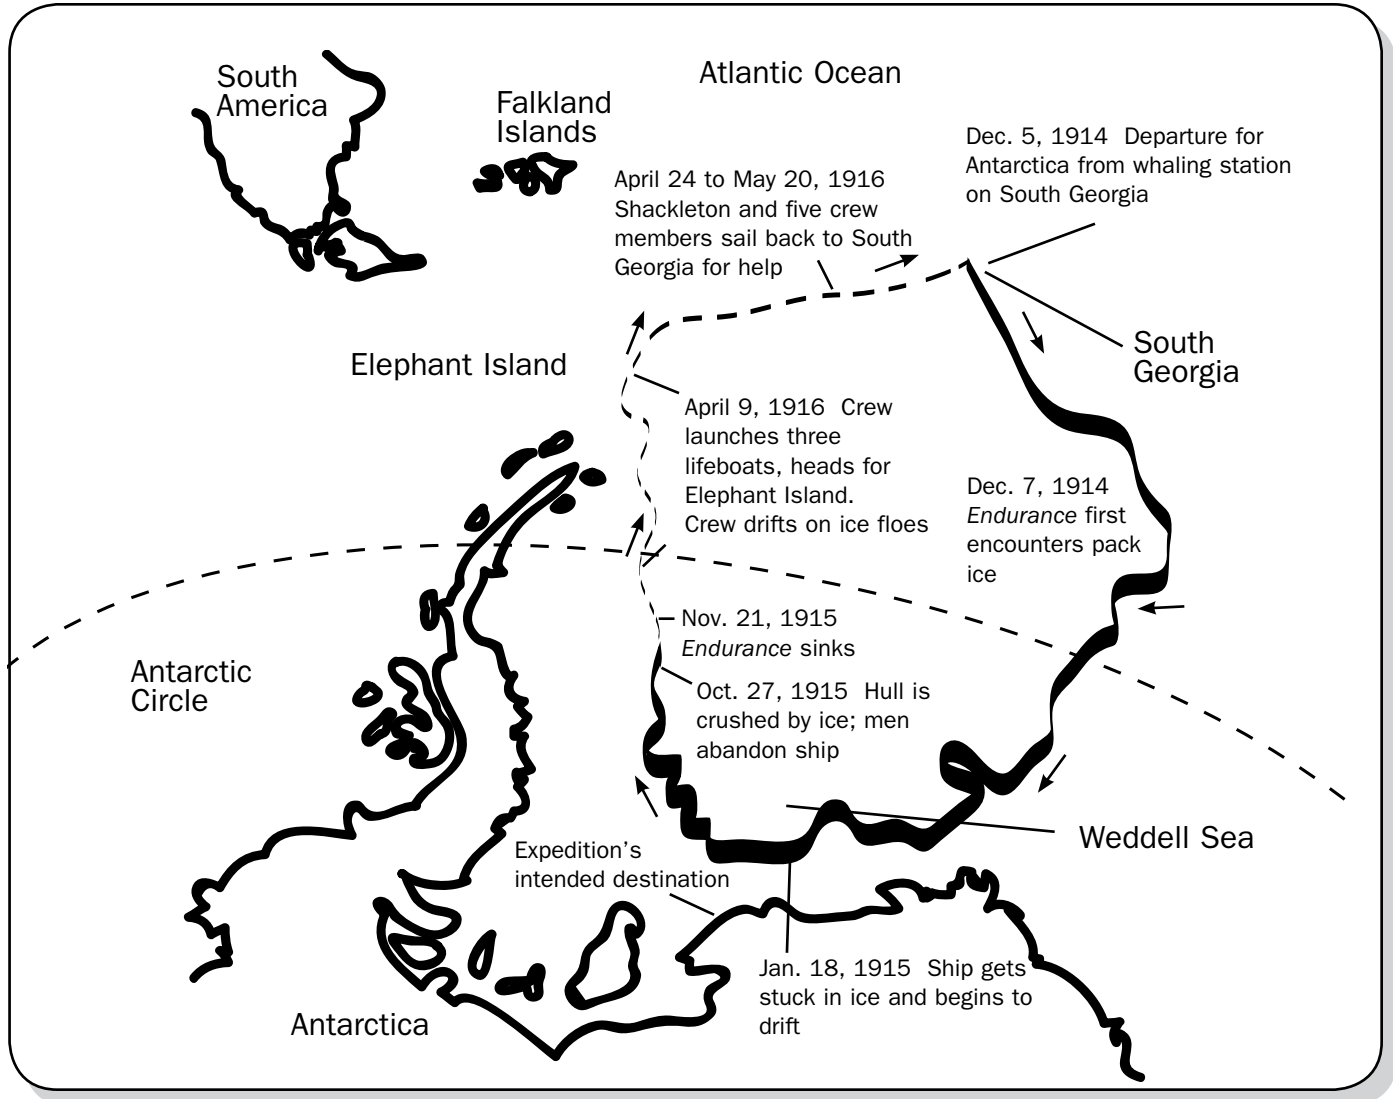 South
America
Falkland
Islands
Atlantic Ocean
Dec. 5, 1914  Departure for
Antarctica from whaling station
on South Georgia
April 24 to May 20, 1916
Shackleton and five crew
members sail back to South
Georgia for help
South
Georgia
Elephant Island
April 9, 1916  Crew
launches three
lifeboats, heads for
Elephant Island.
Crew drifts on ice floes
Dec. 7, 1914
Endurance first
encounters pack
ice
Nov. 21, 1915
Endurance sinks
Antarctic
Circle
Oct. 27, 1915  Hull is
crushed by ice; men
abandon ship
Weddell Sea
Expedition’s
intended destination
Jan. 18, 1915  Ship gets
stuck in ice and begins to
drift
Antarctica